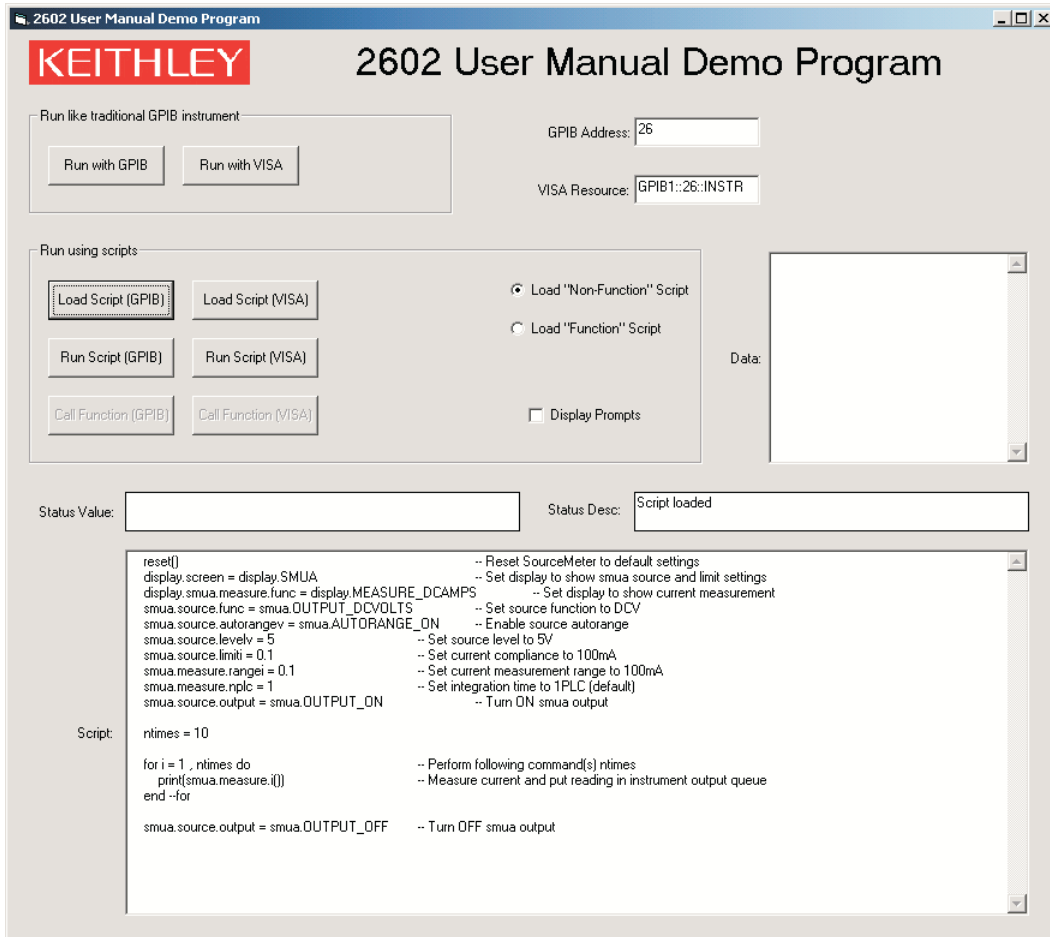 2602 User Manual Demo Program
KEITHLEY
2602 User Manual Demo Program
Run like traditional GPIB instrument
Run with GPIB
Run with VISA
GPIB Address: 26
VISA Resource: GPIB1::26::INSTR
Run using scripts
Load Script (GPIB)
Load Script (VISA)
Load "Non-Function" Script
Load "Function" Script
Run Script (GPIB)
Run Script (VISA)
Data:
Call Function (GPIB)
Call Function (VISA)
Display Prompts
Status Value:
Status Desc: Script loaded
Script:
reset() -- Reset SourceMeter to default settings
display.screen = display.SMUA -- Set display to show smua source and limit settings
display.smua.measure.func = display.MEASURE_DCAMPS -- Set display to show current measurement
smua.source.func = smua.OUTPUT_DCVOLTS -- Set source function to DCV
smua.source.autorangev = smua.AUTORANGE_ON -- Enable source autorange
smua.source.levelv = 5 -- Set source level to 5V
smua.source.limiti = 0.1 -- Set current compliance to 100mA
smua.measure.rangei = 0.1 -- Set current measurement range to 100mA
smua.measure.nplc = 1 -- Set integration time to 1PLC (default)
smua.source.output = smua.OUTPUT_ON -- Turn ON smua output
ntimes = 10
for i = 1 , ntimes do -- Perform following command(s) ntimes
print(smua.measure.i()) -- Measure current and put reading in instrument output queue
end --for
smua.source.output = smua.OUTPUT_OFF -- Turn OFF smua output